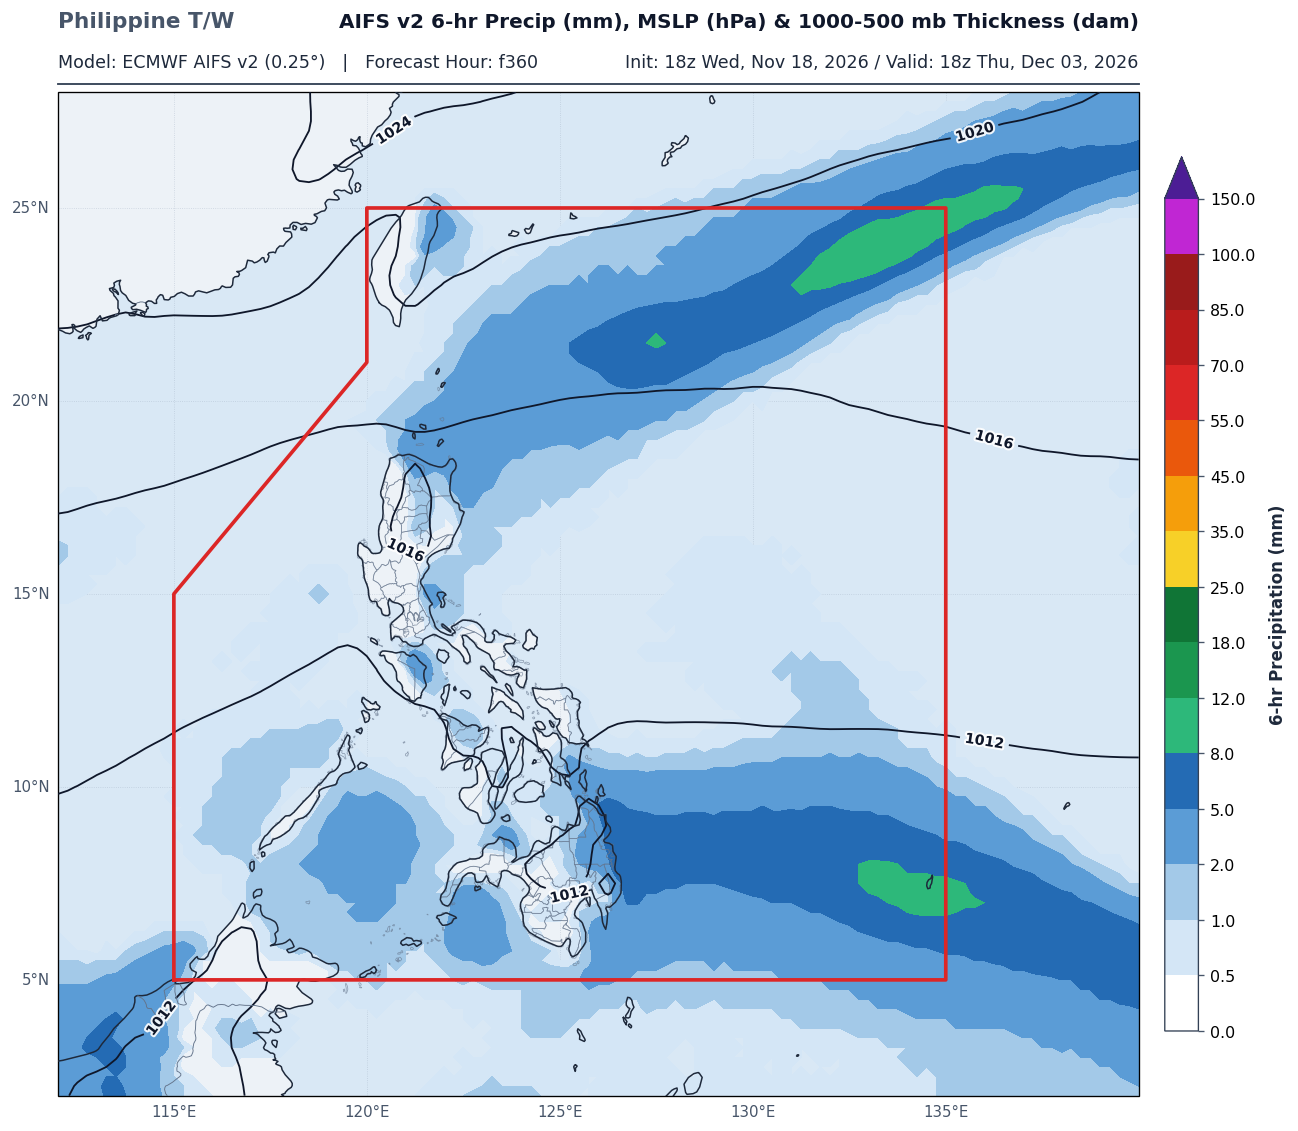 Philippine T/W
AIFS v2 6-hr Precip (mm), MSLP (hPa) & 1000-500 mb Thickness (dam)
Model: ECMWF AIFS v2 (0.25°) | Forecast Hour: f360
Init: 18z Wed, Nov 18, 2026 / Valid: 18z Thu, Dec 03, 2026
1024
1020
25°N
20°N
1016
1016
15°N
1012
10°N
1012
5°N
1012
115°E
120°E
125°E
130°E
135°E
150.0
100.0
85.0
70.0
55.0
45.0
35.0
25.0
18.0
12.0
8.0
5.0
2.0
1.0
0.5
0.0
6-hr Precipitation (mm)